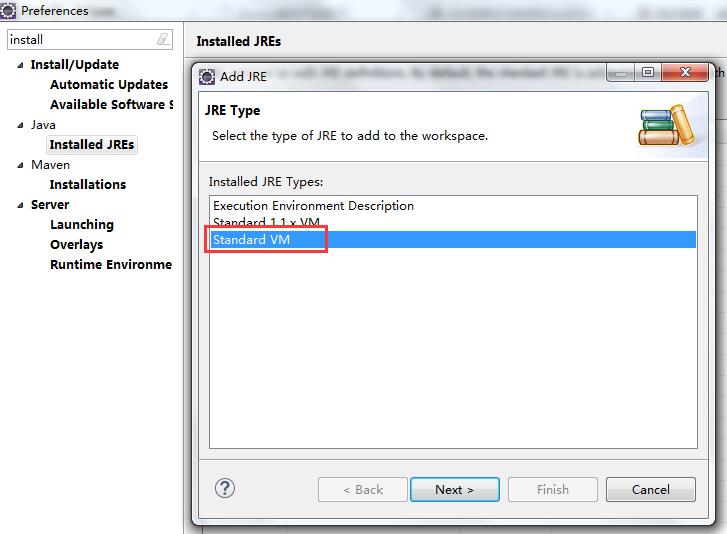 Preferences
install
Install/Update
Automatic Updates
Available Software S
Java
Installed JREs
Maven
Installations
Server
Launching
Overlays
Runtime Environme
Installed JREs
Add JRE
JRE Type
Select the type of JRE to add to the workspace.
Installed JRE Types:
Execution Environment Description
Standard 1.1.x VM
Standard VM
?
< Back
Next >
Finish
Cancel